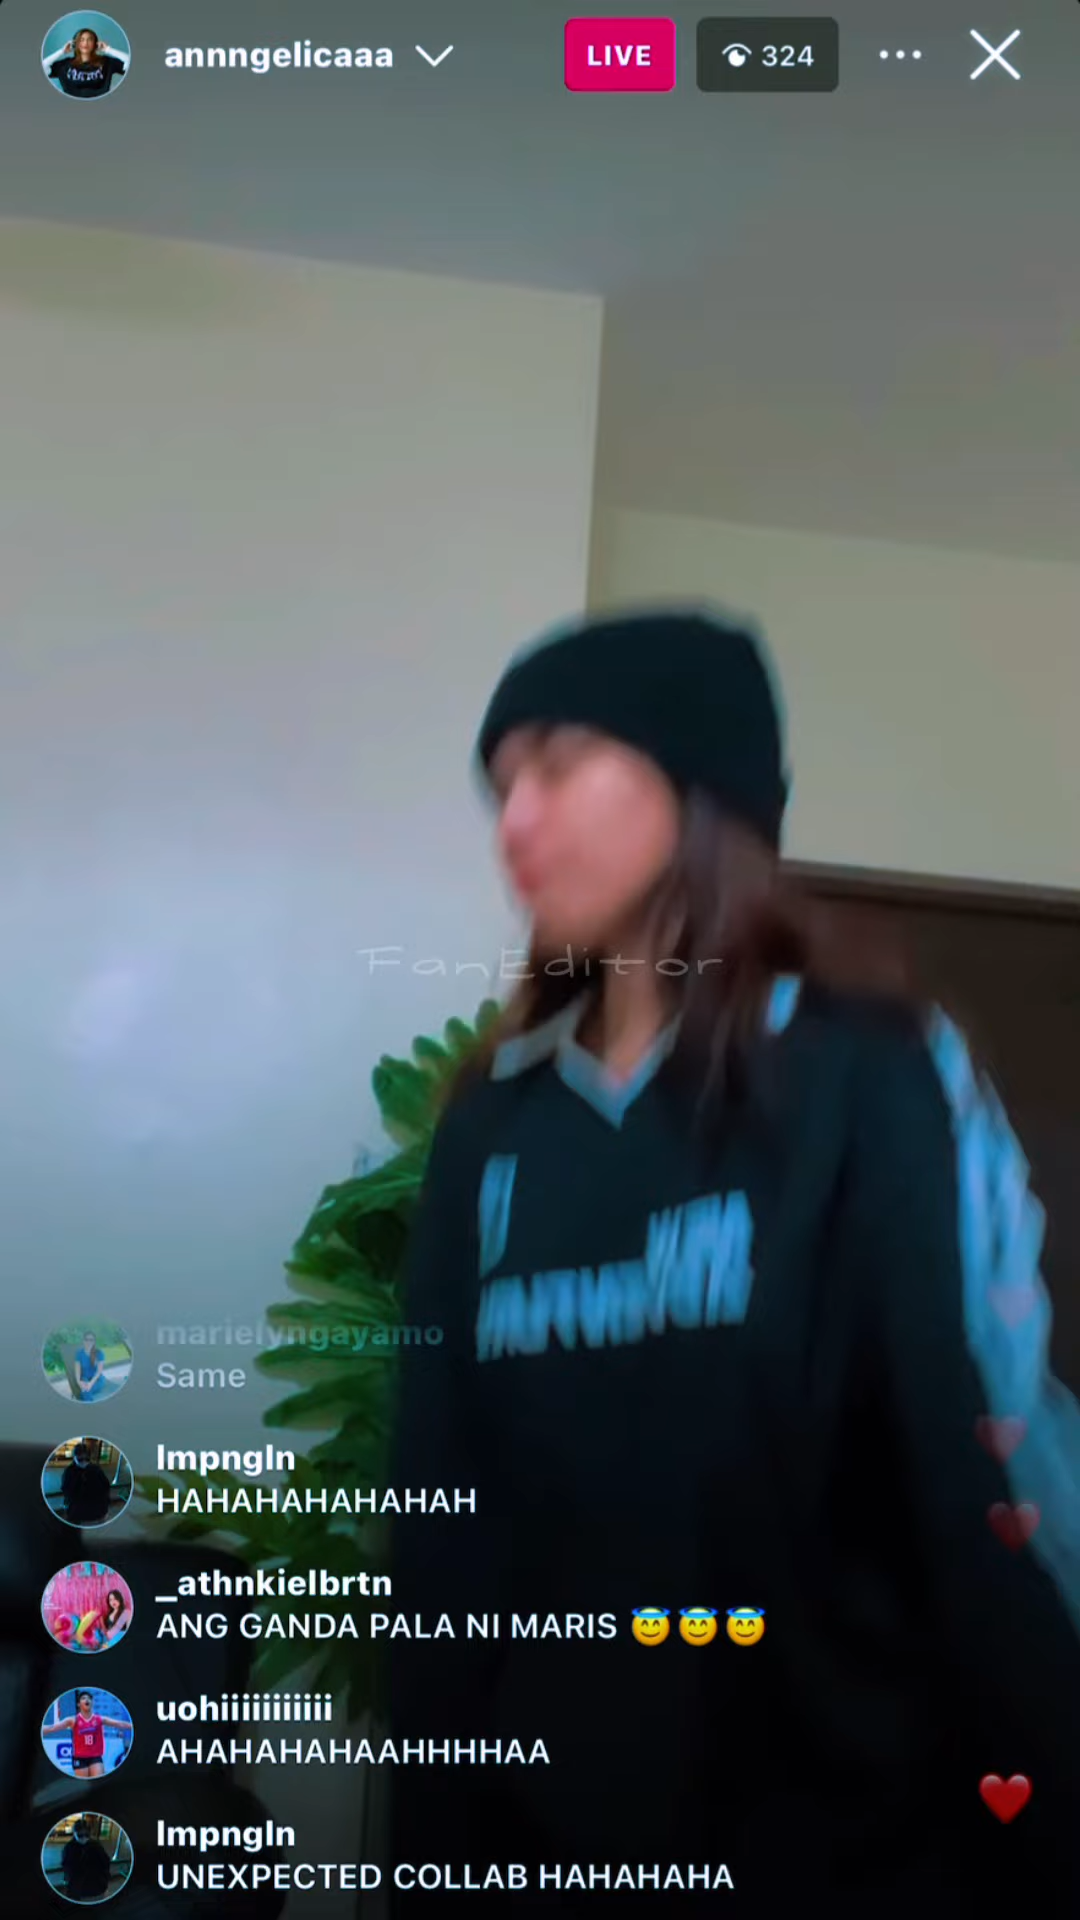 annngelicaaa
LIVE
324
FanEditor
marielyngayamo
Same
lmpngln
HAHAHAHAHAHAH
_athnkielbrtn
ANG GANDA PALA NI MARIS 😇😇😇
uohiiiiiiiiiii
AHAHAHAHAAHHHHAA
lmpngln
UNEXPECTED COLLAB HAHAHAHA